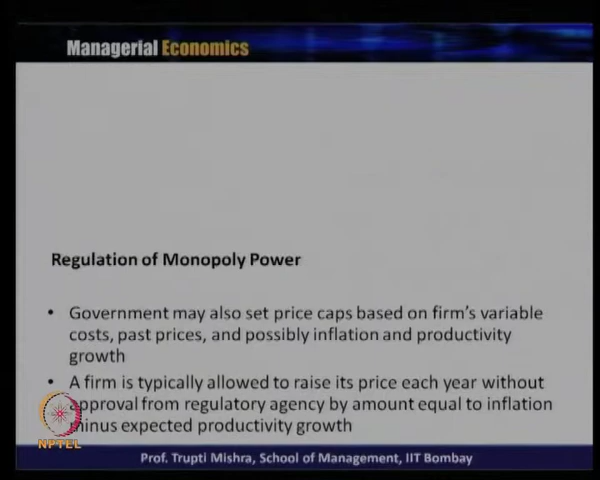 Managerial Economics
Regulation of Monopoly Power
• Government may also set price caps based on firm's variable
costs, past prices, and possibly inflation and productivity
growth
• A firm is typically allowed to raise its price each year without
approval from regulatory agency by amount equal to inflation
minus expected productivity growth
NPTEL
Prof. Trupti Mishra, School of Management, IIT Bombay